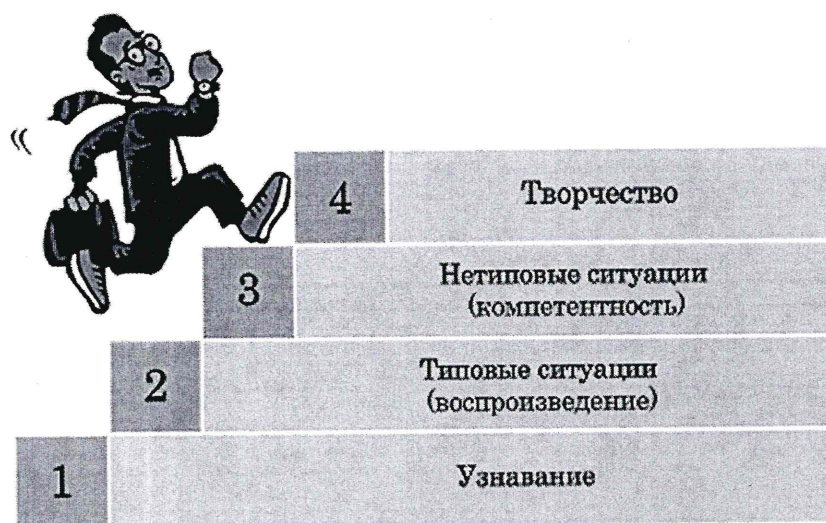 4 Творчество
3 Нетиповые ситуации
(компетентность)
2 Типовые ситуации
(воспроизведение)
1 Узнавание